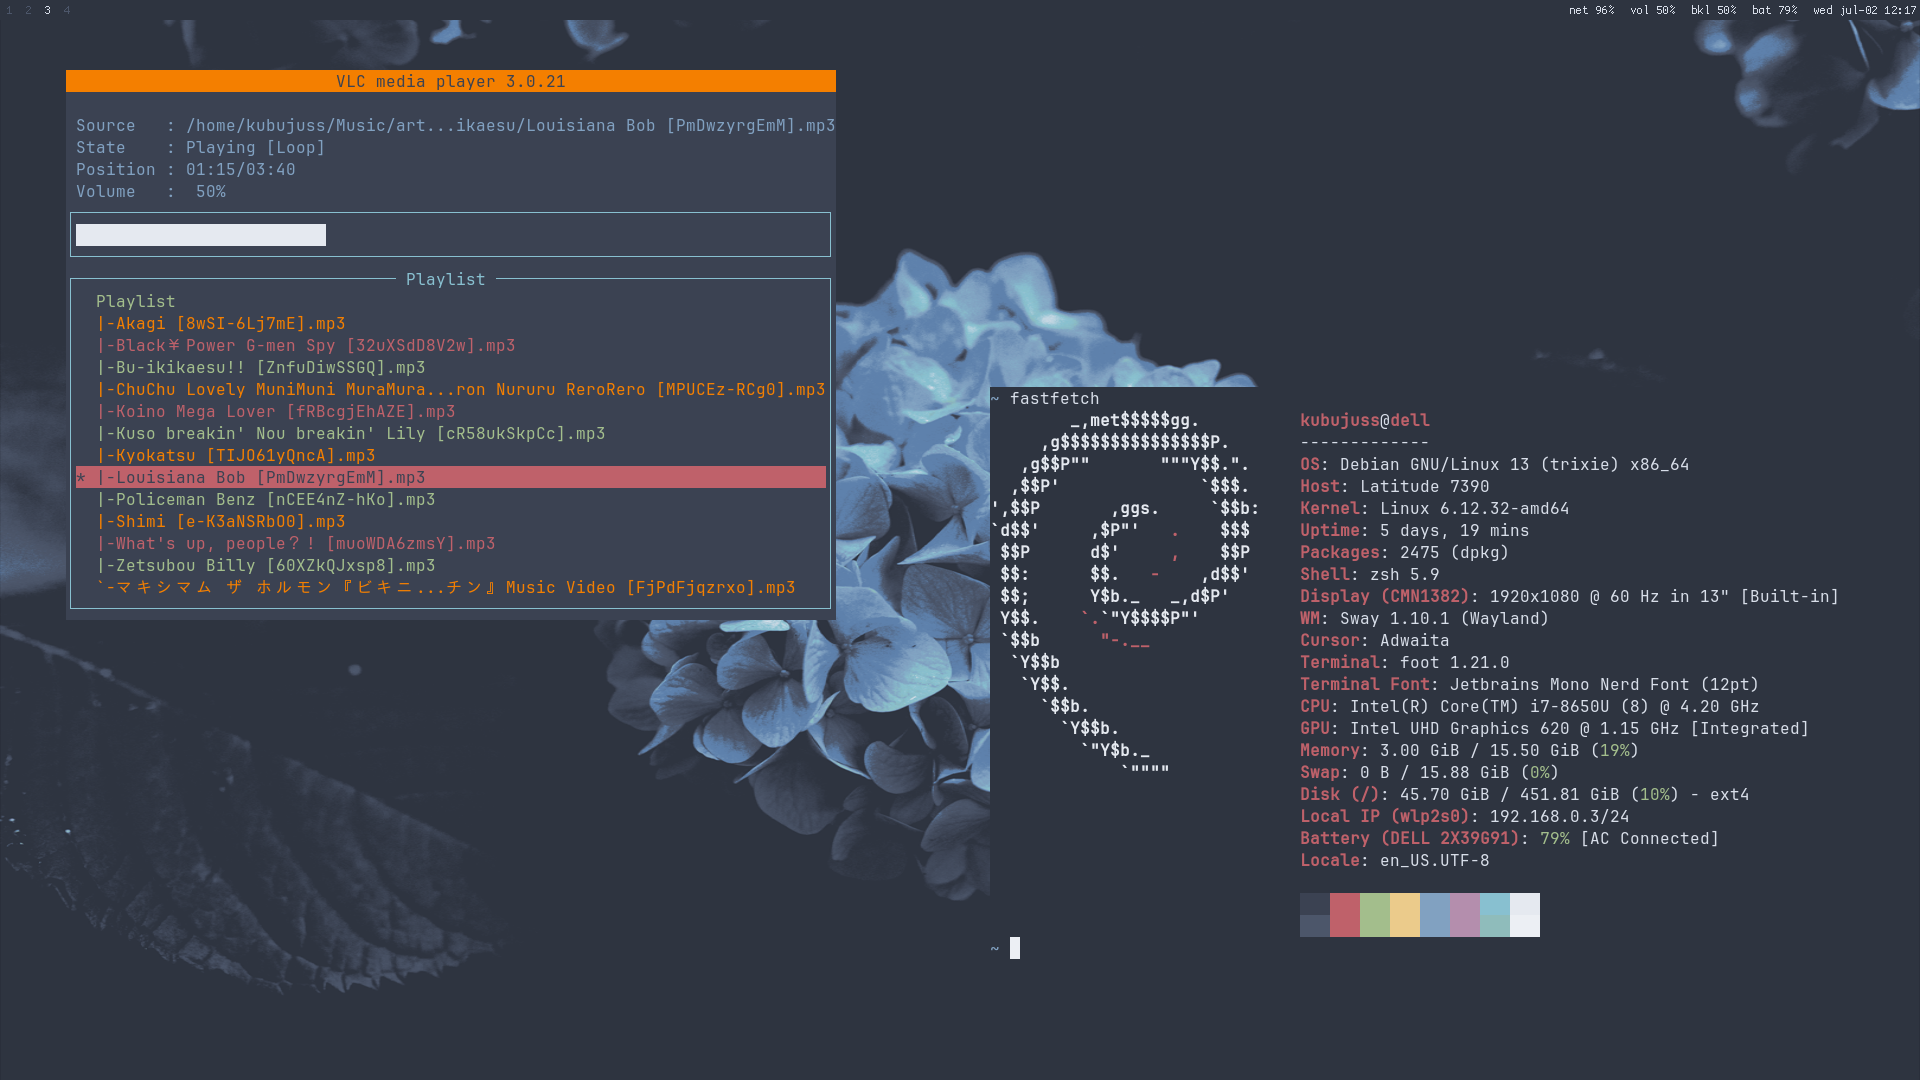 1 2 3 4
net 96% vol 50% bkl 50% bat 79% wed jul-02 12:17
VLC media player 3.0.21
Source : /home/kubujuss/Music/art...ikaesu/Louisiana Bob [PmDwzyrgEmM].mp3
State : Playing [Loop]
Position : 01:15/03:40
Volume : 50%
Playlist
Playlist
|-Akagi [8wSI-6Lj7mE].mp3
|-Black￥Power G-men Spy [32uXSdD8V2w].mp3
|-Bu-ikikaesu!! [ZnfuDiwSSGQ].mp3
|-ChuChu Lovely MuniMuni MuraMura...ron Nururu ReroRero [MPUCEz-RCg0].mp3
|-Koino Mega Lover [fRBcgjEhAZE].mp3
|-Kuso breakin' Nou breakin' Lily [cR58ukSkpCc].mp3
|-Kyokatsu [TIJO61yQncA].mp3
* |-Louisiana Bob [PmDwzyrgEmM].mp3
|-Policeman Benz [nCEE4nZ-hKo].mp3
|-Shimi [e-K3aNSRbO0].mp3
|-What's up, people？！ [muoWDA6zmsY].mp3
|-Zetsubou Billy [60XZkQJxsp8].mp3
`-マキシマム ザ ホルモン『ビキニ...チン』Music Video [FjPdFjqzrxo].mp3
~ fastfetch
_,met$$$$$gg.
,g$$$$$$$$$$$$$$$P.
,g$$P"" """Y$$.".
,$$P' `$$$.
',$$P ,ggs. `$$b:
`d$$' ,$P"' . $$$
$$P d$' , $$P
$$: $$. - ,d$$'
$$; Y$b._ _,d$P'
Y$$. `.`"Y$$$$P"'
`$$b "-.__
`Y$$b
`Y$$.
`$$b.
`Y$$b.
`"Y$b._
`""""
kubujuss@dell
-------------
OS: Debian GNU/Linux 13 (trixie) x86_64
Host: Latitude 7390
Kernel: Linux 6.12.32-amd64
Uptime: 5 days, 19 mins
Packages: 2475 (dpkg)
Shell: zsh 5.9
Display (CMN1382): 1920x1080 @ 60 Hz in 13" [Built-in]
WM: Sway 1.10.1 (Wayland)
Cursor: Adwaita
Terminal: foot 1.21.0
Terminal Font: Jetbrains Mono Nerd Font (12pt)
CPU: Intel(R) Core(TM) i7-8650U (8) @ 4.20 GHz
GPU: Intel UHD Graphics 620 @ 1.15 GHz [Integrated]
Memory: 3.00 GiB / 15.50 GiB (19%)
Swap: 0 B / 15.88 GiB (0%)
Disk (/): 45.70 GiB / 451.81 GiB (10%) - ext4
Local IP (wlp2s0): 192.168.0.3/24
Battery (DELL 2X39G91): 79% [AC Connected]
Locale: en_US.UTF-8
~